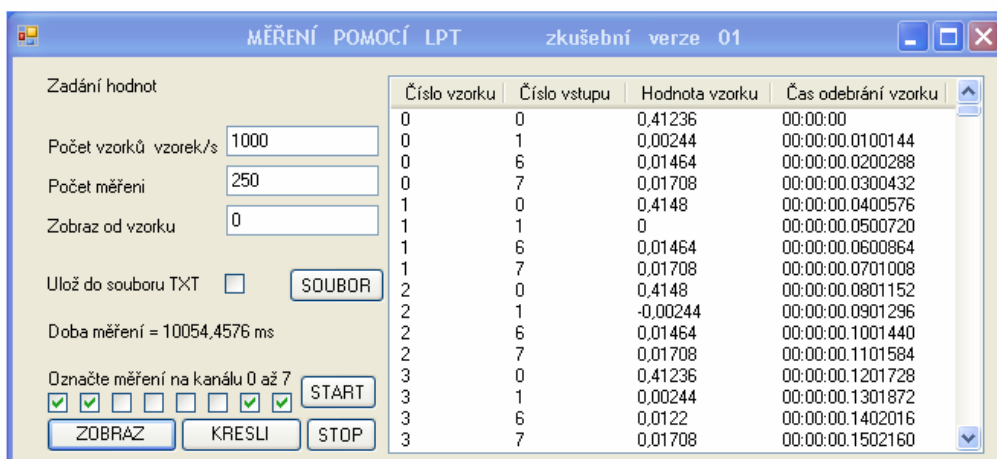 MĚŘENÍ POMOCÍ LPT zkušební verze 01
Zadání hodnot
Počet vzorků vzorek/s 1000
Počet měřeni 250
Zobraz od vzorku 0
Ulož do souboru TXT SOUBOR
Doba měření = 10054,4576 ms
Označte měření na kanálu 0 až 7
START
ZOBRAZ KRESLI STOP
Číslo vzorku Číslo vstupu Hodnota vzorku Čas odebrání vzorku
0 0 0,41236 00:00:00
0 1 0,00244 00:00:00.0100144
0 6 0,01464 00:00:00.0200288
0 7 0,01708 00:00:00.0300432
1 0 0,4148 00:00:00.0400576
1 1 0 00:00:00.0500720
1 6 0,01464 00:00:00.0600864
1 7 0,01708 00:00:00.0701008
2 0 0,4148 00:00:00.0801152
2 1 -0,00244 00:00:00.0901296
2 6 0,01464 00:00:00.1001440
2 7 0,01708 00:00:00.1101584
3 0 0,41236 00:00:00.1201728
3 1 0,00244 00:00:00.1301872
3 6 0,0122 00:00:00.1402016
3 7 0,01708 00:00:00.1502160